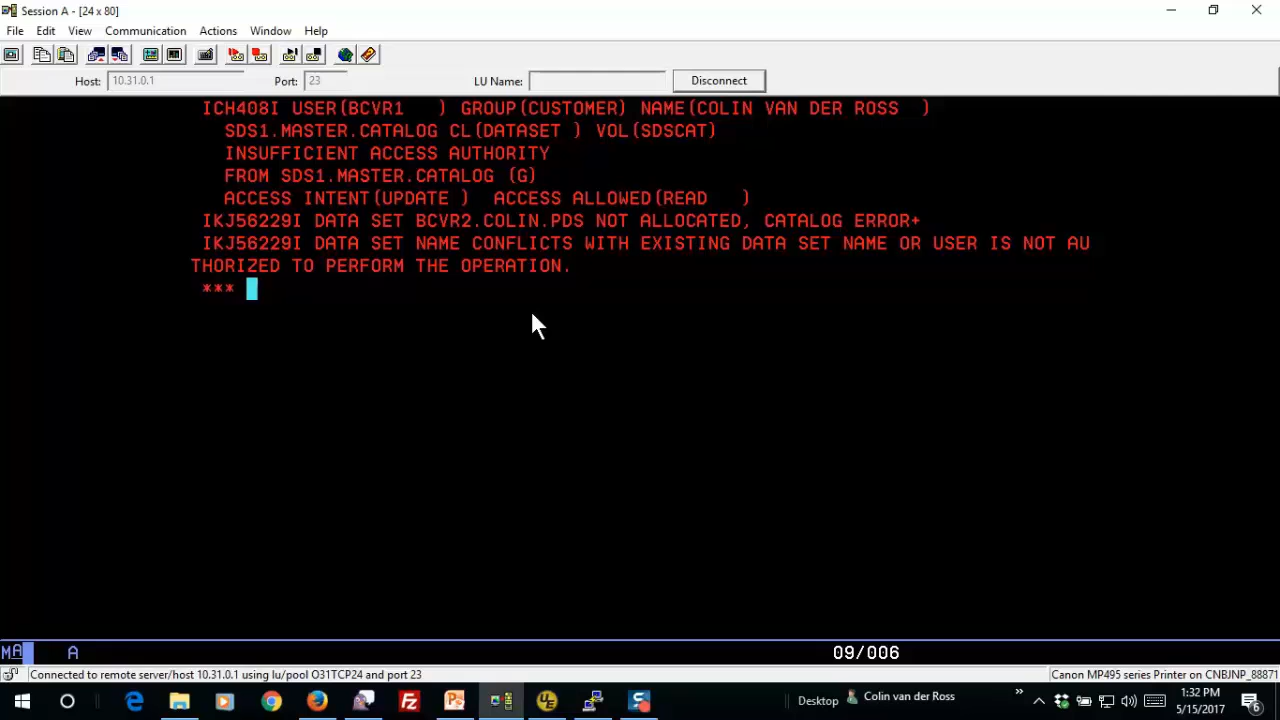 Session A - [24 x 80]
File Edit View Communication Actions Window Help
Host: 10.31.0.1 Port: 23 LU Name: Disconnect
ICH408I USER(BCVR1   ) GROUP(CUSTOMER) NAME(COLIN VAN DER ROSS  )
SDS1.MASTER.CATALOG CL(DATASET ) VOL(SDSCAT)
INSUFFICIENT ACCESS AUTHORITY
FROM SDS1.MASTER.CATALOG (G)
ACCESS INTENT(UPDATE )  ACCESS ALLOWED(READ   )
IKJ56229I DATA SET BCVR2.COLIN.PDS NOT ALLOCATED, CATALOG ERROR+
IKJ56229I DATA SET NAME CONFLICTS WITH EXISTING DATA SET NAME OR USER IS NOT AU
THORIZED TO PERFORM THE OPERATION.
***
MA A 09/006
Connected to remote server/host 10.31.0.1 using lu/pool O31TCP24 and port 23 Canon MP495 series Printer on CNBJNP_88871
Desktop Colin van der Ross » 1:32 PM
5/15/2017 6